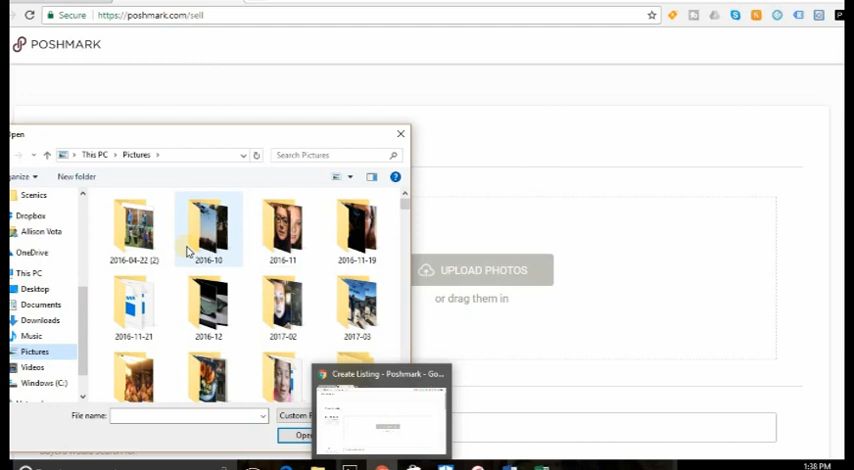 Secure
https://poshmark.com/sell
POSHMARK
Open
This PC
Pictures
Search Pictures
New folder
Scenics
Dropbox
Allison Vota
OneDrive
This PC
Desktop
Documents
Downloads
Music
Pictures
Videos
Windows (C:)
2016-04-22 (2)
2016-10
2016-11
2016-11-19
2016-11-21
2016-12
2017-02
2017-03
UPLOAD PHOTOS
or drag them in
Create Listing - Poshmark - Go...
File name:
Custom
Open
1:38 PM